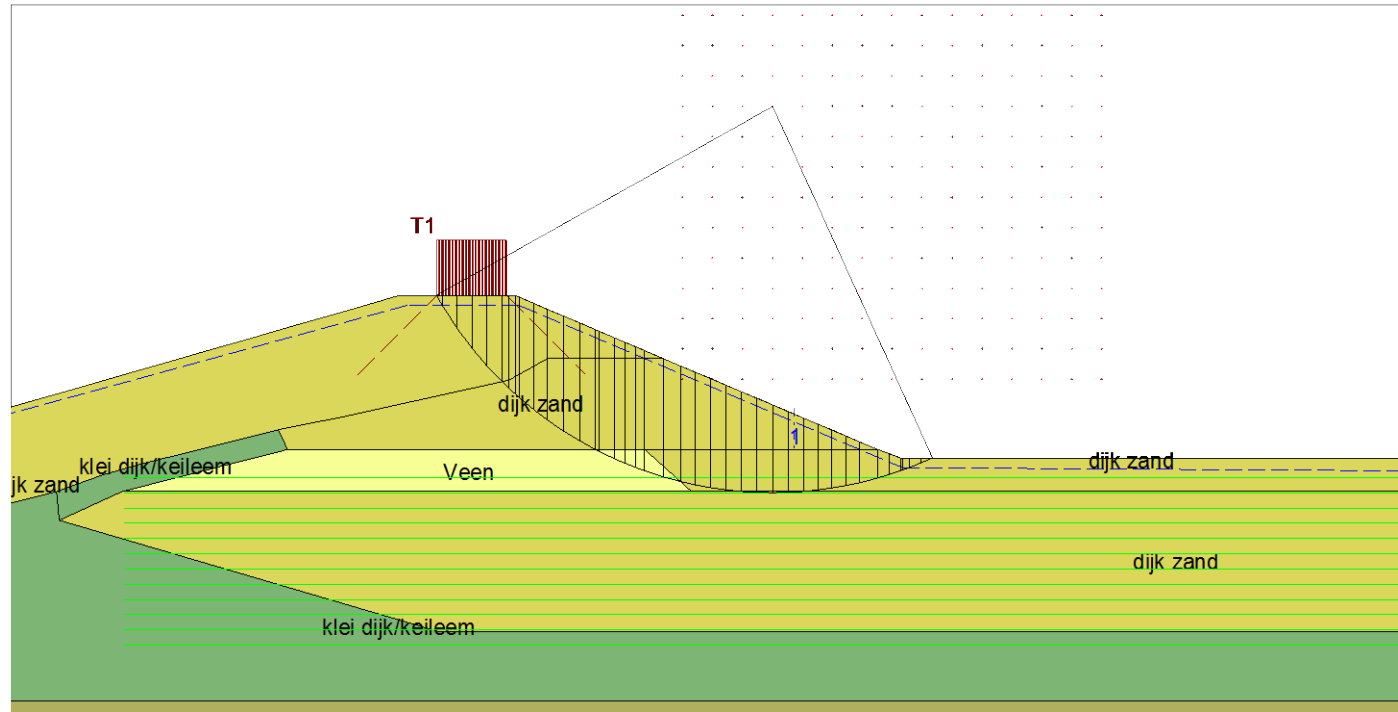 T1
dijk zand
1
dijk zand
klei dijk/keileem
Veen
jk zand
dijk zand
klei dijk/keileem